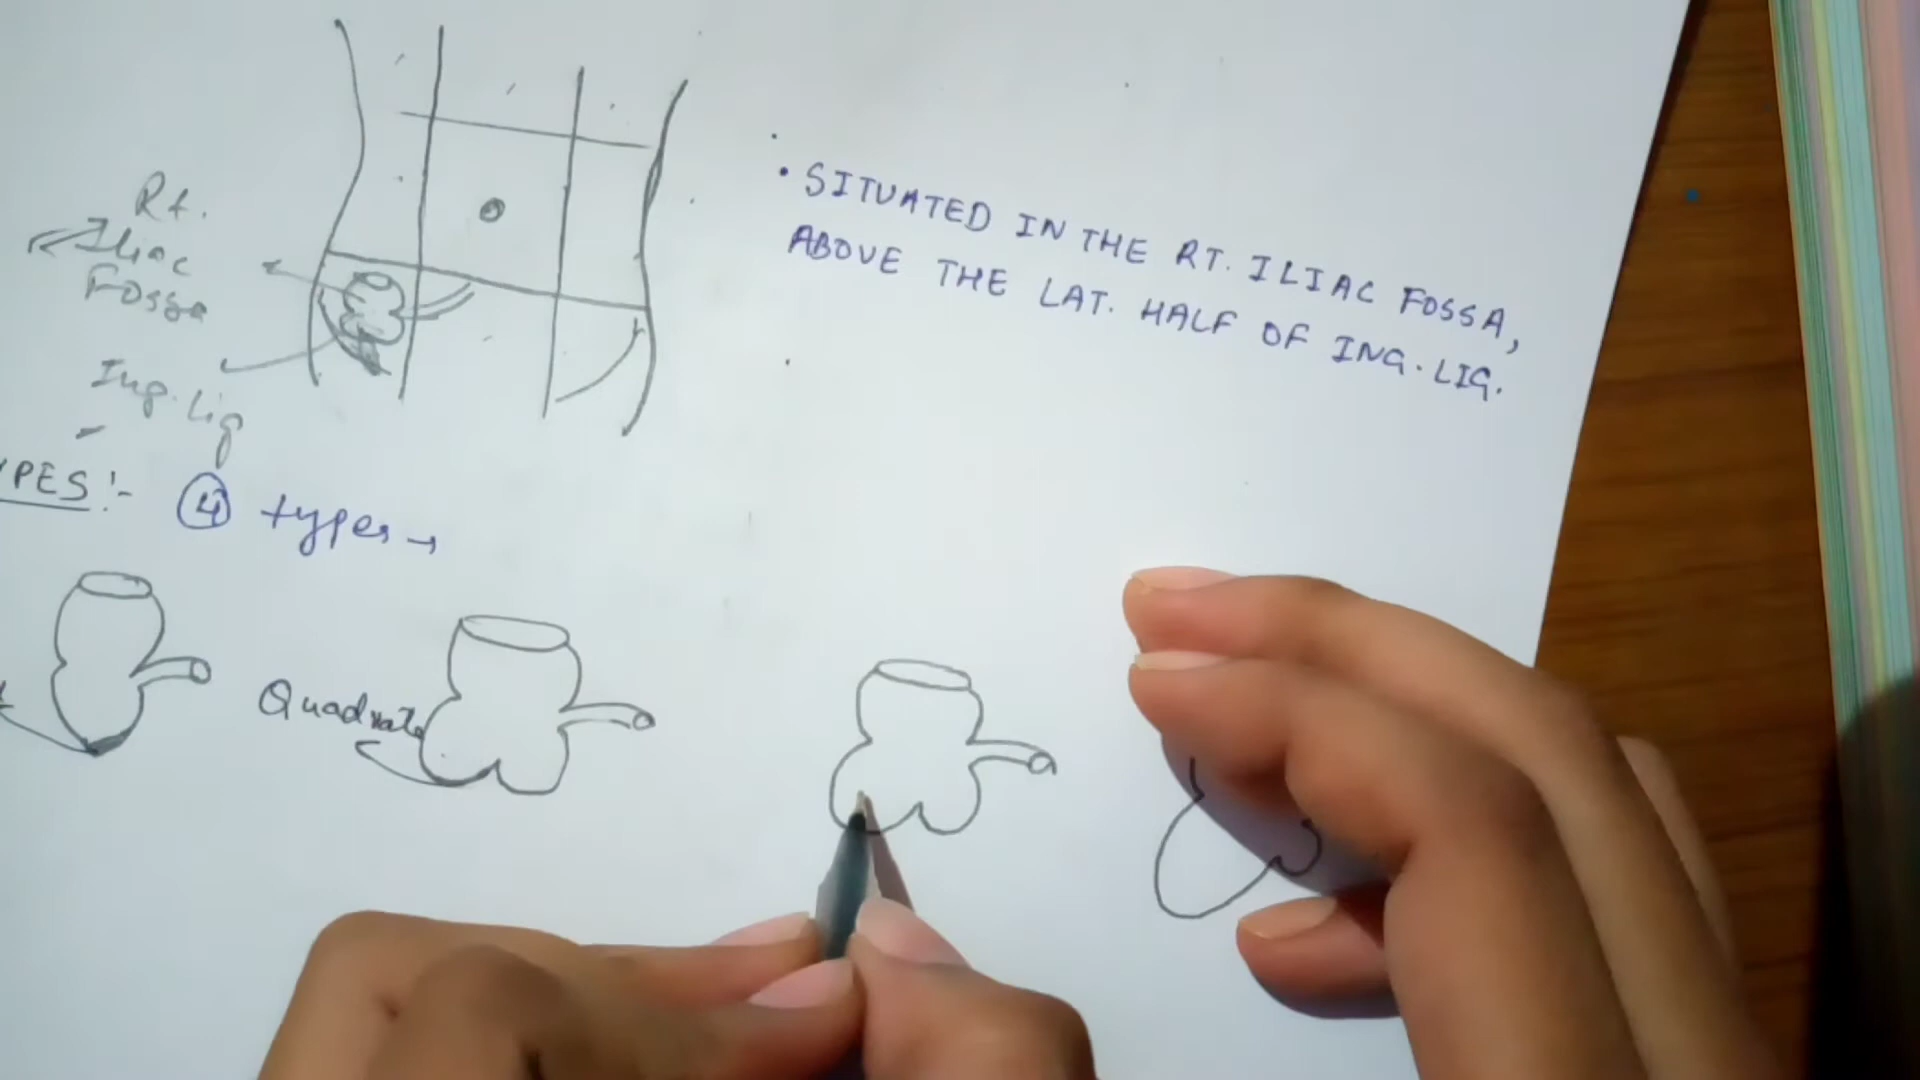 Rt.
Iliac
Fossa
Ing. Lig
• SITUATED IN THE RT. ILIAC FOSSA,
ABOVE THE LAT. HALF OF ING. LIG.
YPES:-
4 types →
Quadrate